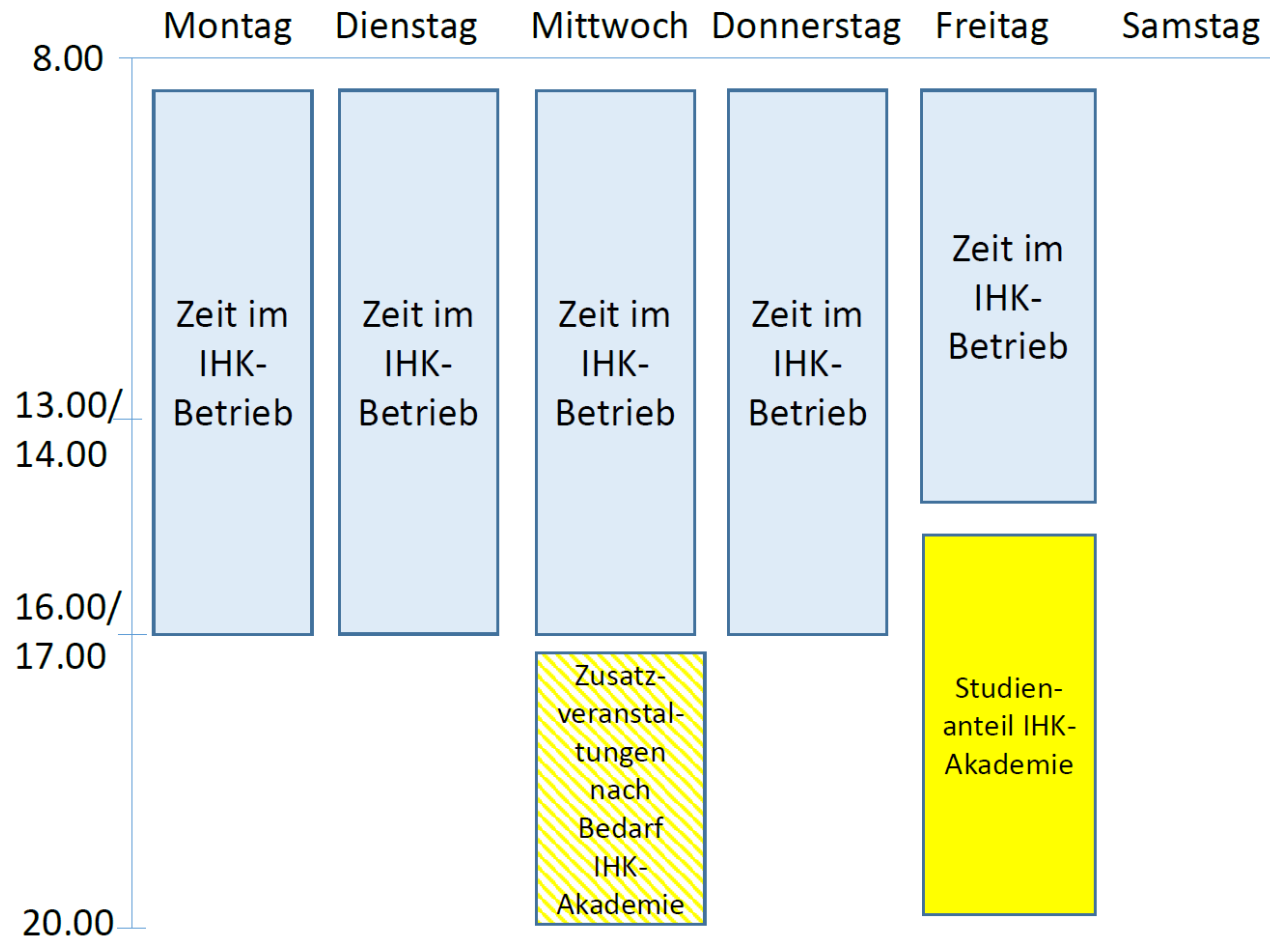 Montag Dienstag Mittwoch Donnerstag Freitag Samstag
8.00
13.00/
14.00
16.00/
17.00
20.00
Zeit im
IHK-
Betrieb
Zeit im
IHK-
Betrieb
Zeit im
IHK-
Betrieb
Zusatz-
veranstal-
tungen
nach
Bedarf
IHK-
Akademie
Zeit im
IHK-
Betrieb
Zeit im
IHK-
Betrieb
Studien-
anteil IHK-
Akademie